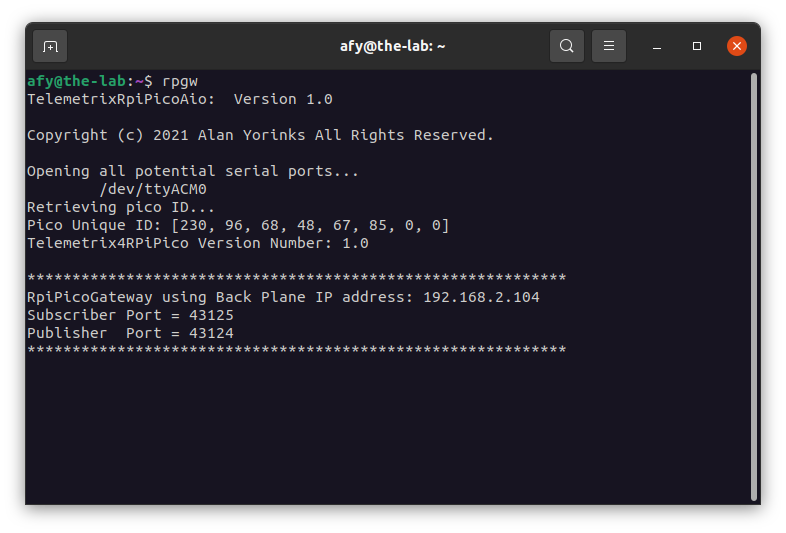 afy@the-lab: ~
afy@the-lab:~$ rpgw
TelemetrixRpiPicoAio:  Version 1.0
Copyright (c) 2021 Alan Yorinks All Rights Reserved.
Opening all potential serial ports...
        /dev/ttyACM0
Retrieving pico ID...
Pico Unique ID: [230, 96, 68, 48, 67, 85, 0, 0]
Telemetrix4RPiPico Version Number: 1.0
************************************************************
RpiPicoGateway using Back Plane IP address: 192.168.2.104
Subscriber Port = 43125
Publisher  Port = 43124
************************************************************